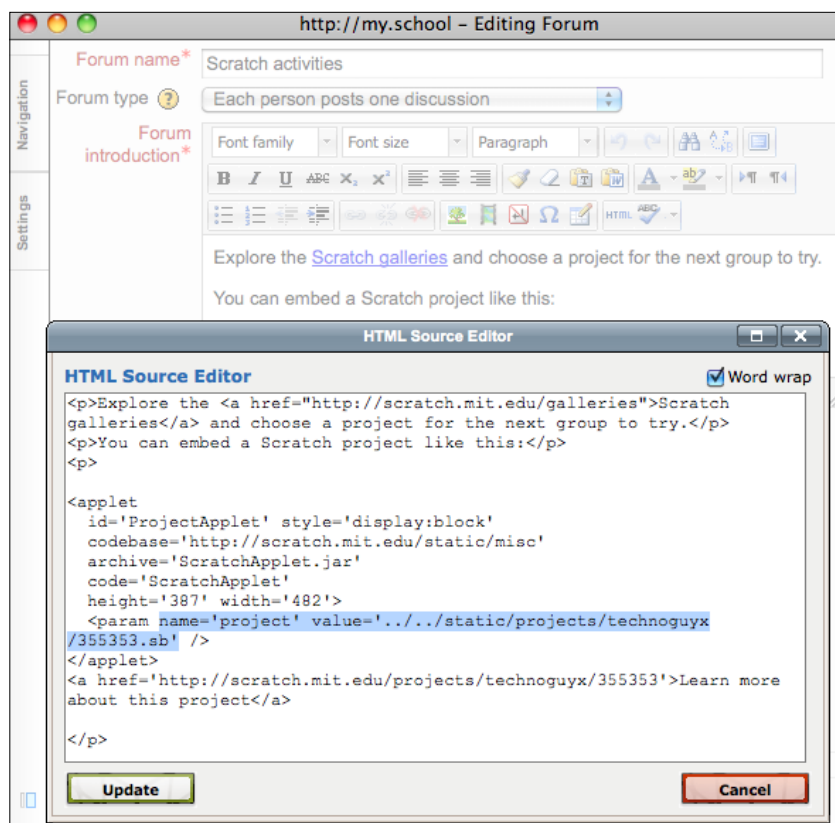 http://my.school – Editing Forum
Navigation
Settings
Forum name*
Scratch activities
Forum type ?
Each person posts one discussion
Forum introduction*
Font family
Font size
Paragraph
B I U ABC X₂ X²
A ab
HTML ABC
Explore the Scratch galleries and choose a project for the next group to try.
You can embed a Scratch project like this:
HTML Source Editor
HTML Source Editor
Word wrap
<p>Explore the <a href="http://scratch.mit.edu/galleries">Scratch
galleries</a> and choose a project for the next group to try.</p>
<p>You can embed a Scratch project like this:</p>
<p>
<applet
id='ProjectApplet' style='display:block'
codebase='http://scratch.mit.edu/static/misc'
archive='ScratchApplet.jar'
code='ScratchApplet'
height='387' width='482'>
<param name='project' value='../../static/projects/technoguyx
/355353.sb' />
</applet>
<a href='http://scratch.mit.edu/projects/technoguyx/355353'>Learn more
about this project</a>
</p>
Update
Cancel